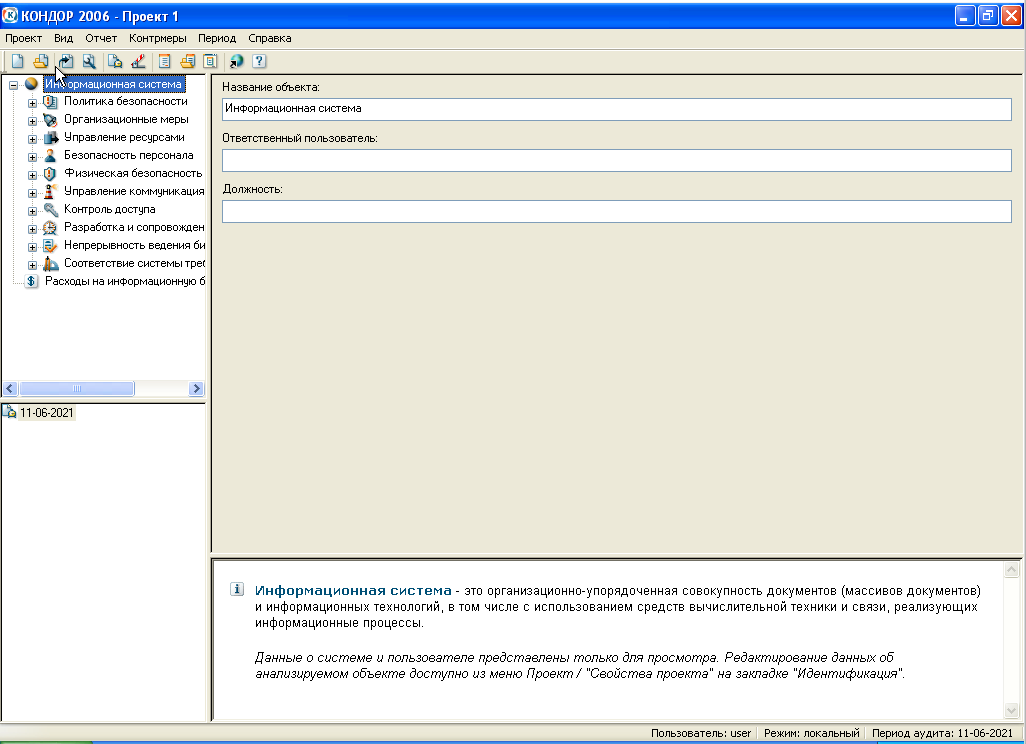 КОНДОР 2006 - Проект 1
Проект Вид Отчет Контрмеры Период Справка
Информационная система
Политика безопасности
Организационные меры
Управление ресурсами
Безопасность персонала
Физическая безопасность
Управление коммуникация
Контроль доступа
Разработка и сопровожден
Непрерывность ведения би
Соответствие системы треб
Расходы на информационную б
11-06-2021
Название объекта:
Информационная система
Ответственный пользователь:
Должность:
Информационная система - это организационно-упорядоченная совокупность документов (массивов документов)
и информационных технологий, в том числе с использованием средств вычислительной техники и связи, реализующих
информационные процессы.
Данные о системе и пользователе представлены только для просмотра. Редактирование данных об
анализируемом объекте доступно из меню Проект / "Свойства проекта" на закладке "Идентификация".
Пользователь: user Режим: локальный Период аудита: 11-06-2021